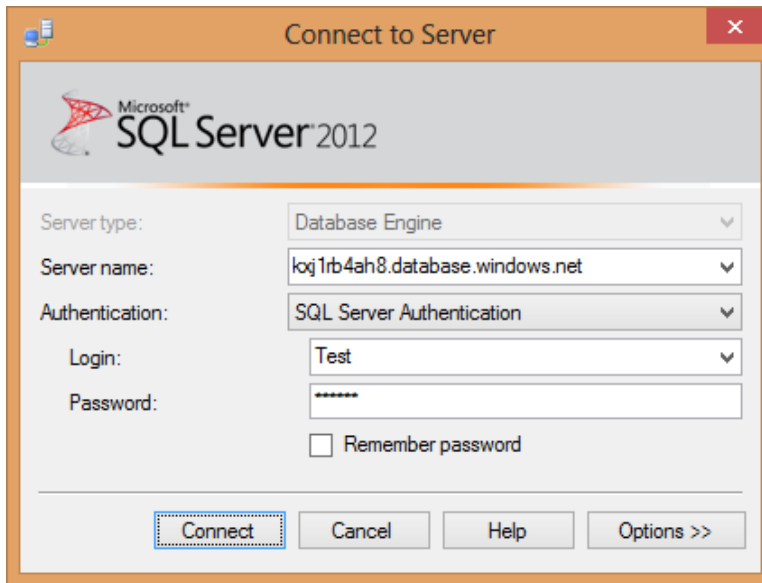 Connect to Server
Microsoft®
SQL Server® 2012
Server type: Database Engine
Server name: kxj1rb4ah8.database.windows.net
Authentication: SQL Server Authentication
Login: Test
Password: ******
Remember password
Connect Cancel Help Options >>